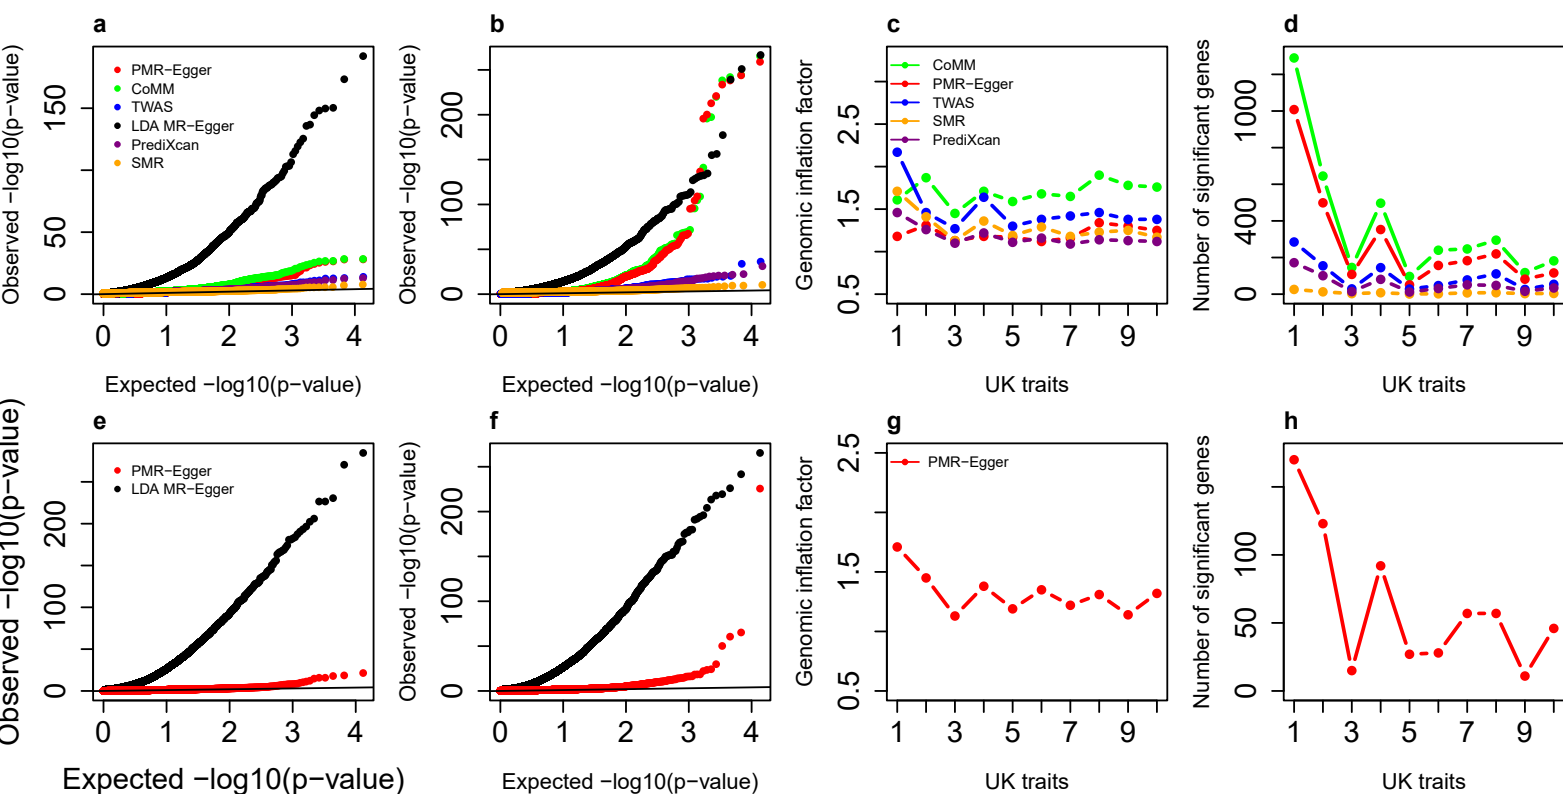 a
Observed −log10(p−value)
0
50
150
PMR−Egger
CoMM
TWAS
LDA MR−Egger
PrediXcan
SMR
0 1 2 3 4
Expected −log10(p−value)
b
Observed −log10(p−value)
0
100
200
0 1 2 3 4
Expected −log10(p−value)
c
Genomic inflation factor
0.5
1.5
2.5
CoMM
PMR−Egger
TWAS
SMR
PrediXcan
1 3 5 7 9
UK traits
d
Number of significant genes
0
400
1000
1 3 5 7 9
UK traits
e
Observed −log10(p−value)
0
100
200
PMR−Egger
LDA MR−Egger
0 1 2 3 4
Expected −log10(p−value)
f
Observed −log10(p−value)
0
100
200
0 1 2 3 4
Expected −log10(p−value)
g
Genomic inflation factor
0.5
1.5
2.5
PMR−Egger
1 3 5 7 9
UK traits
h
Number of significant genes
0
50
100
1 3 5 7 9
UK traits